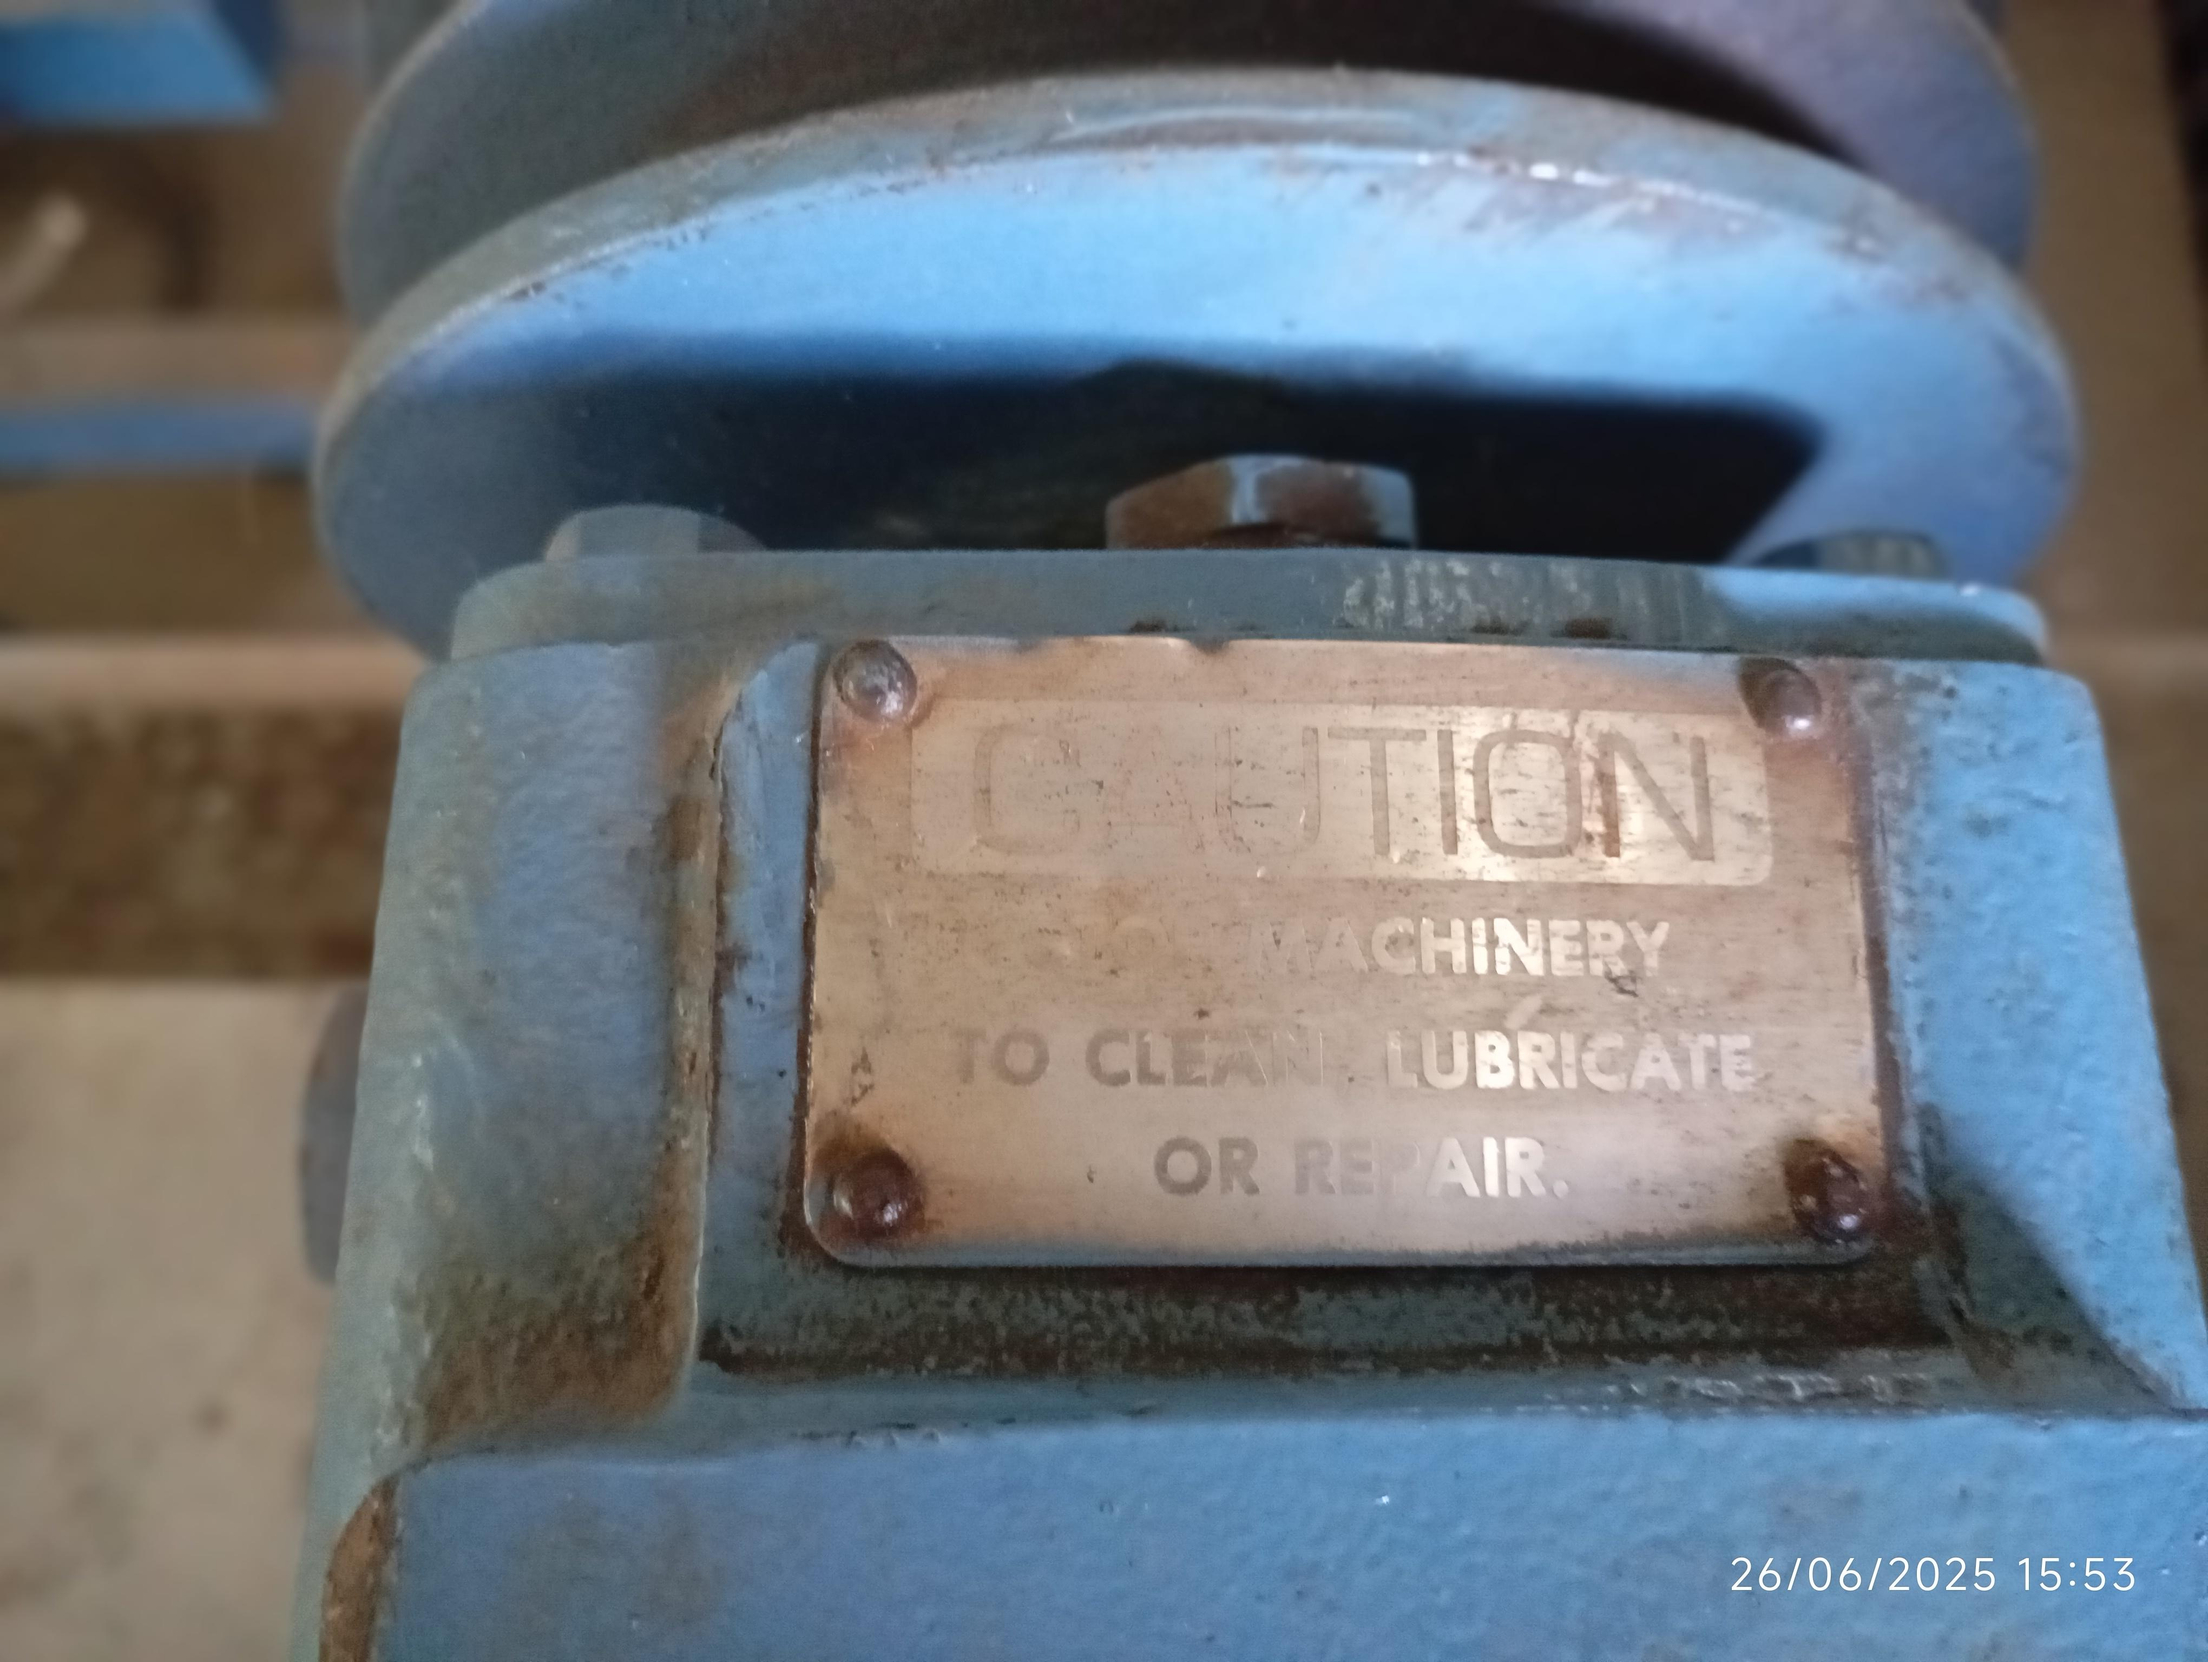 CAUTION
MACHINERY
TO CLEAN, LUBRICATE
OR REPAIR.
26/06/2025 15:53